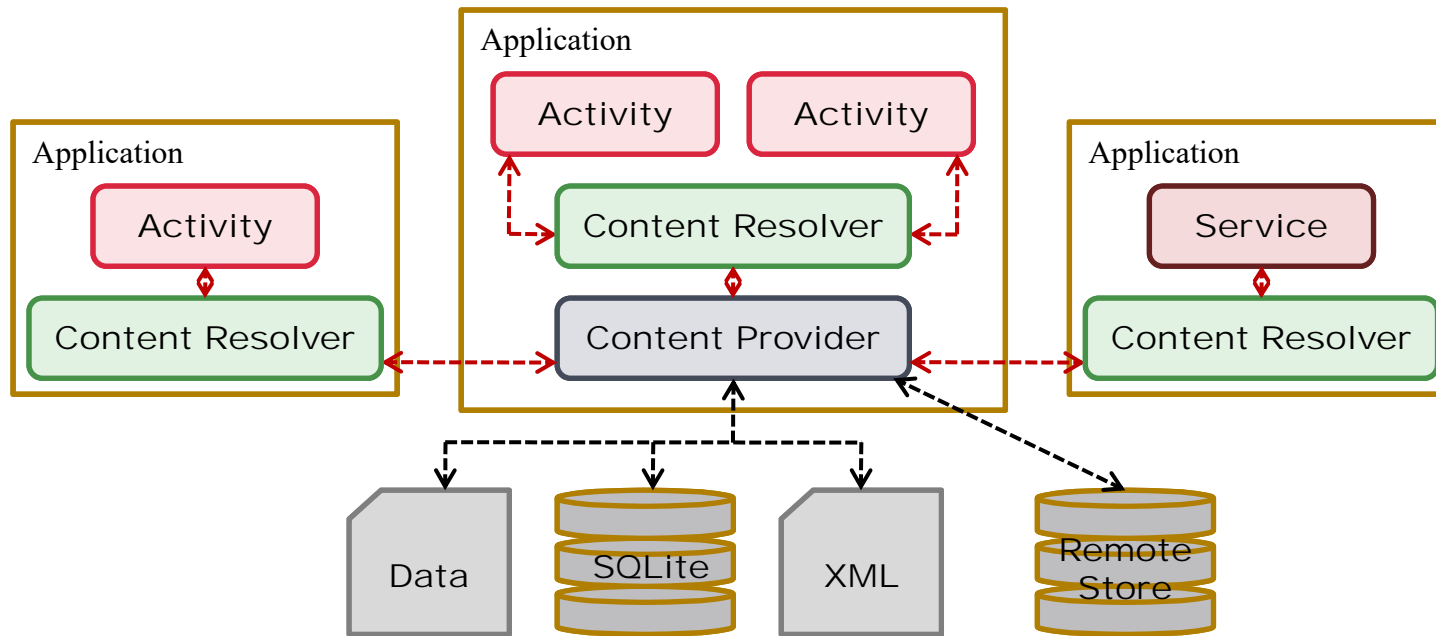 Application
Activity
Activity
Content Resolver
Content Provider
Application
Activity
Content Resolver
Application
Service
Content Resolver
Data
SQLite
XML
Remote
Store